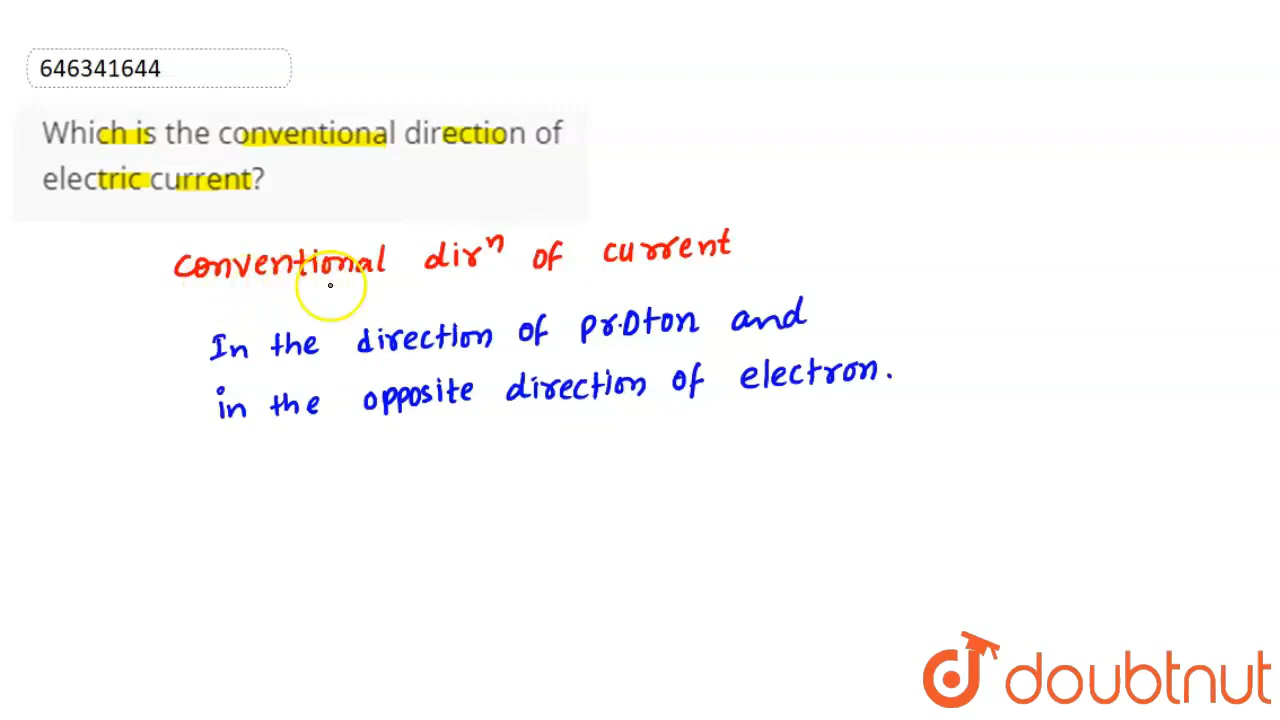 646341644
Which is the conventional direction of
electric current?
conventional dirⁿ of current
In the direction of proton and
in the opposite direction of electron.
doubtnut